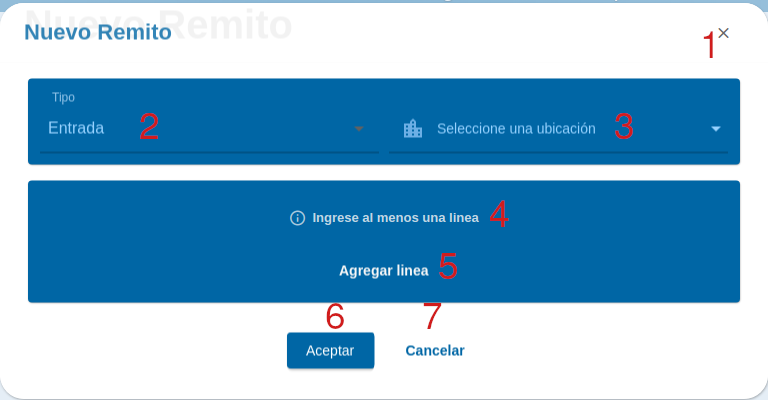 Nuevo Remito
Nuevo Remito
1
Tipo
Entrada 2
Seleccione una ubicación 3
Ingrese al menos una linea 4
Agregar linea 5
6 7
Aceptar Cancelar